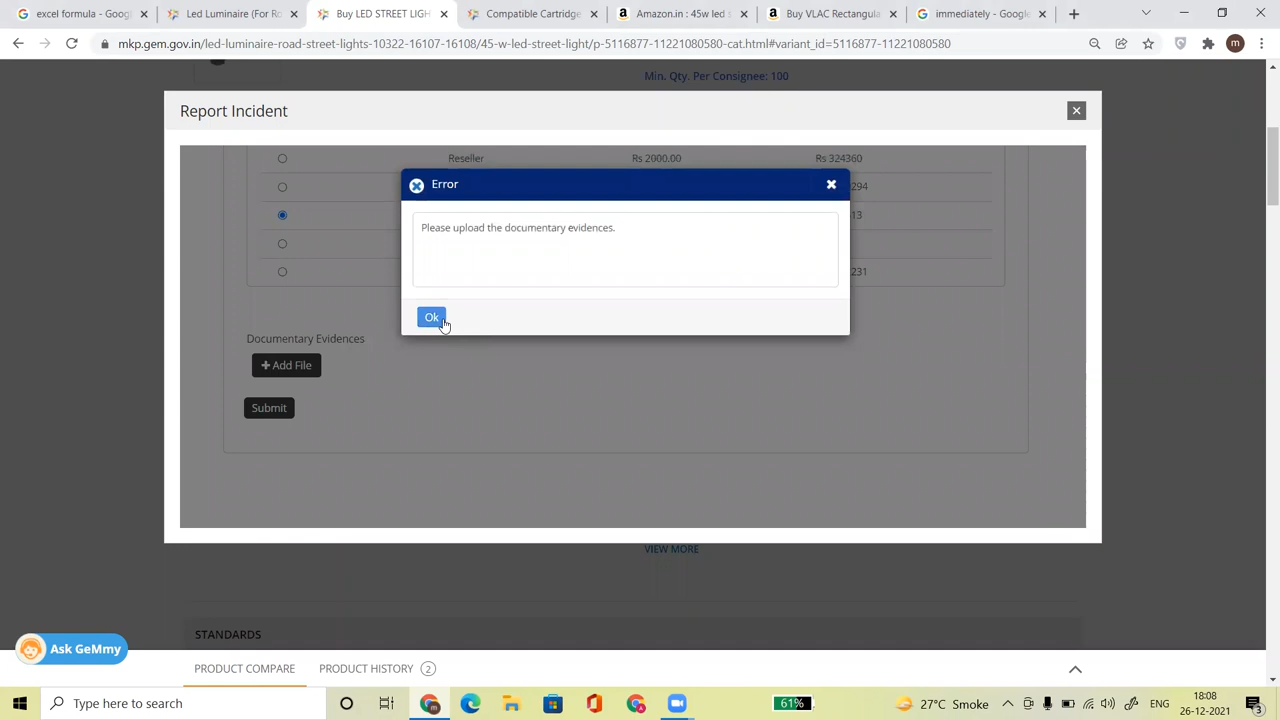 excel formula - Goog
Led Luminaire (For Ro
Buy LED STREET LIGH
Compatible Cartridge
Amazon.in : 45w led s
Buy VLAC Rectangula
immediately - Google
mkp.gem.gov.in/led-luminaire-road-street-lights-10322-16107-16108/45-w-led-street-light/p-5116877-11221080580-cat.html#variant_id=5116877-11221080580
m
Min. Qty. Per Consignee: 100
Report Incident
Reseller Rs 2000.00 Rs 324360
294
13
231
Error
Please upload the documentary evidences.
Ok
Documentary Evidences
+ Add File
Submit
VIEW MORE
STANDARDS
Ask GeMmy
PRODUCT COMPARE PRODUCT HISTORY 2
Type here to search
61%
27°C Smoke
ENG
18:08
26-12-2021
3